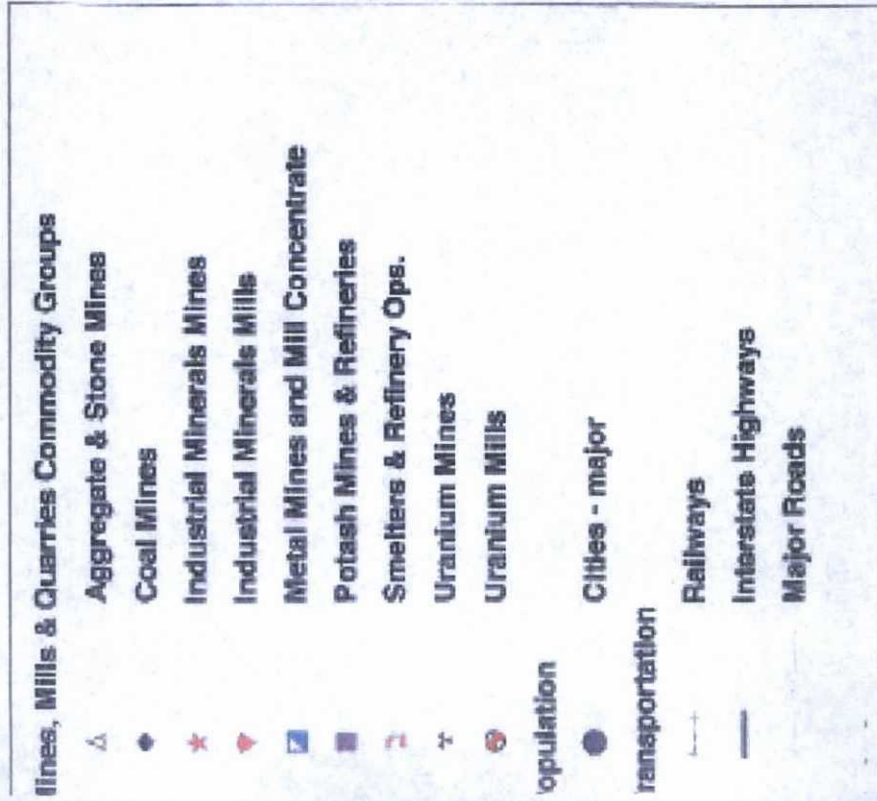 lines, Mills & Quarries Commodity Groups
Aggregate & Stone Mines
Coal Mines
Industrial Minerals Mines
Industrial Minerals Mills
Metal Mines and Mill Concentrate
Potash Mines & Refineries
Smelters & Refinery Ops.
Uranium Mines
Uranium Mills
opulation
Cities - major
ransportation
Railways
Interstate Highways
Major Roads